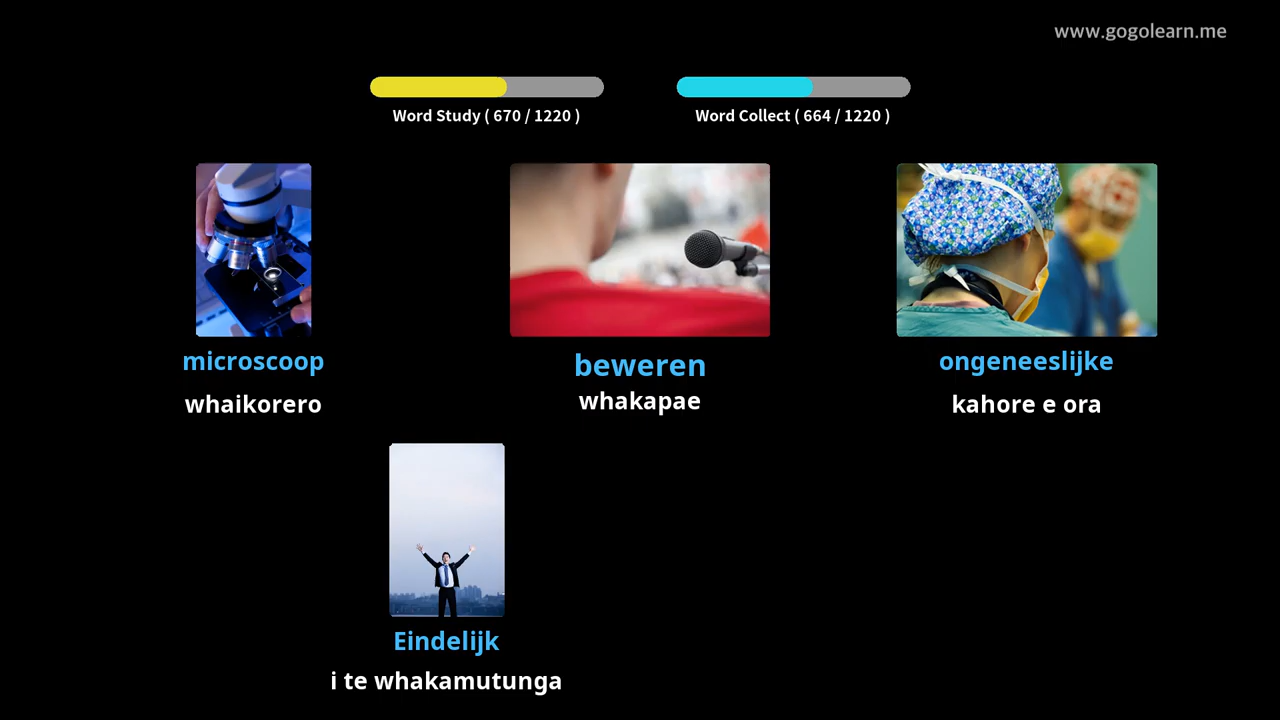 www.gogolearn.me
Word Study ( 670 / 1220 )
Word Collect ( 664 / 1220 )
microscoop
whaikorero
beweren
whakapae
ongeneeslijke
kahore e ora
Eindelijk
i te whakamutunga